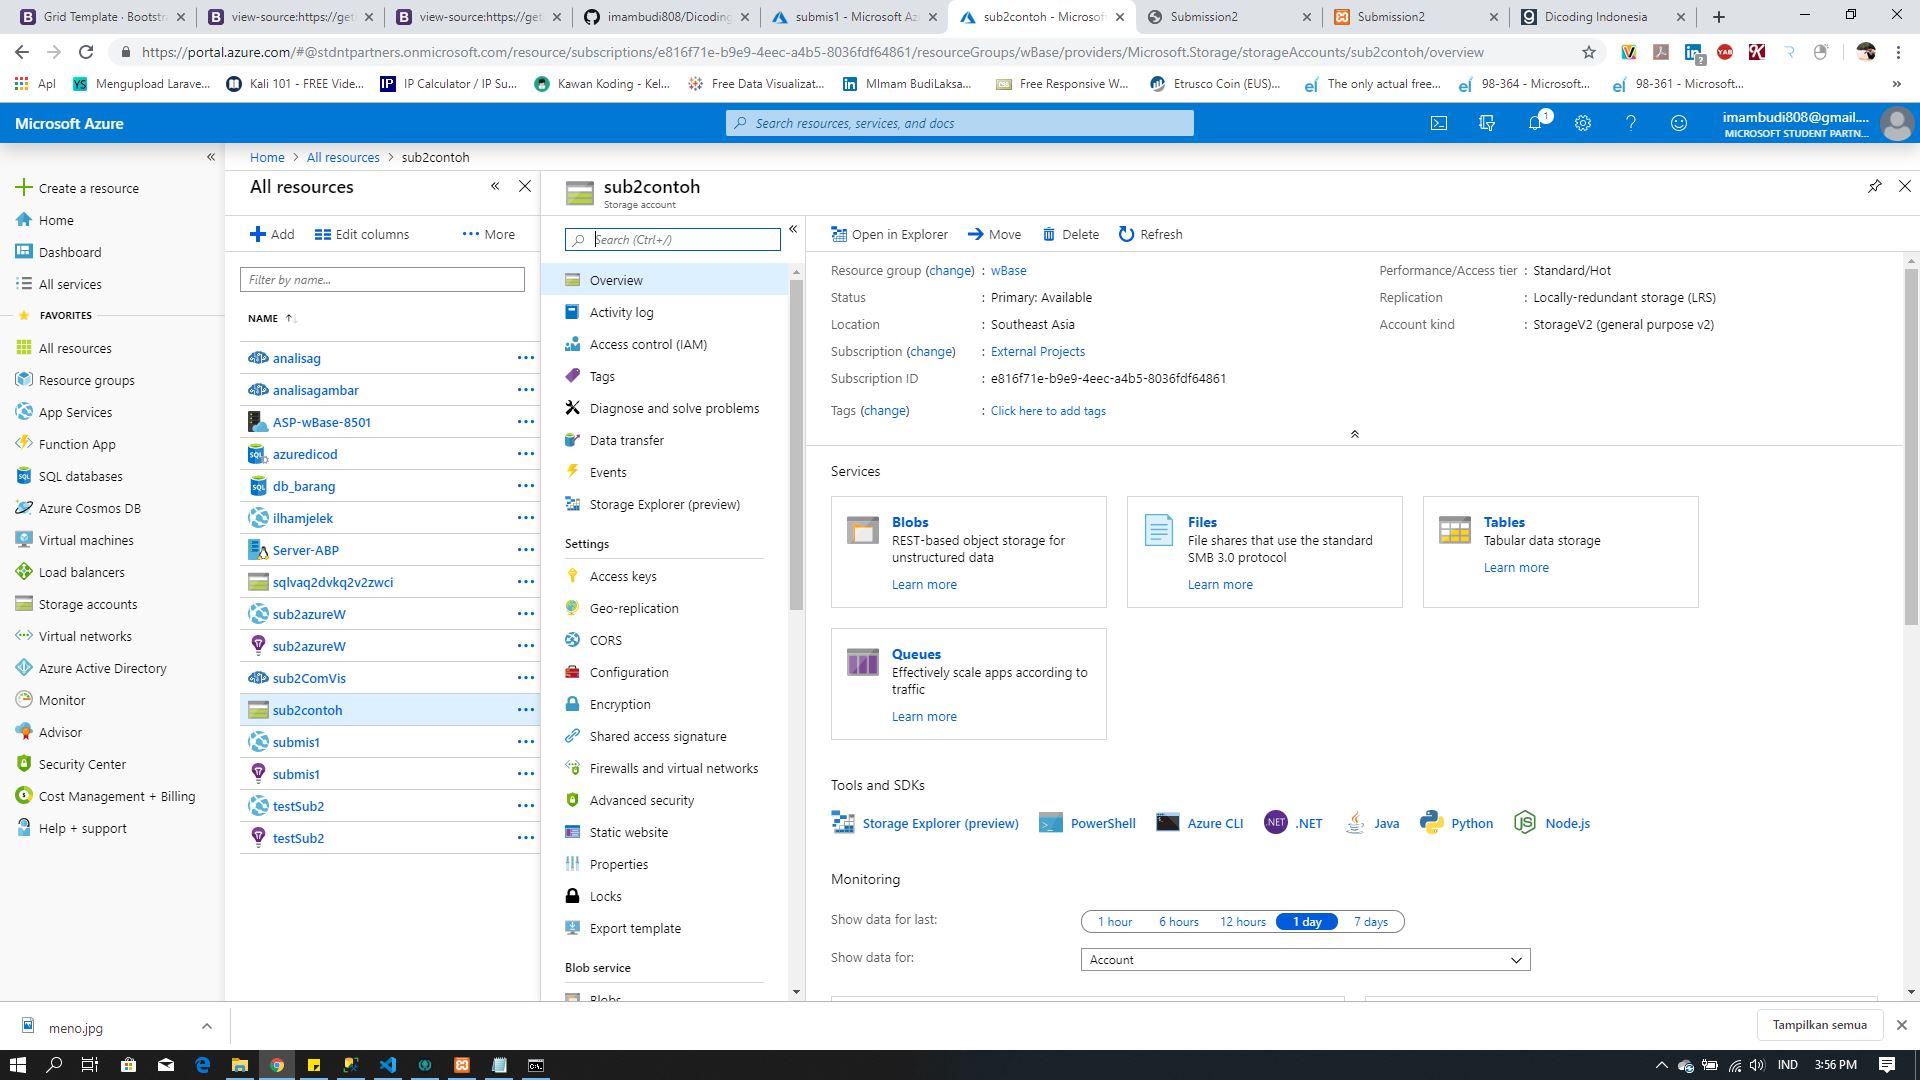 Grid Template · Bootstr
view-source:https://get
view-source:https://get
imambudi808/Dicoding
submis1 - Microsoft Az
sub2contoh - Microsof
Submission2
Submission2
Dicoding Indonesia
https://portal.azure.com/#@stdntpartners.onmicrosoft.com/resource/subscriptions/e816f71e-b9e9-4eec-a4b5-8036fdf64861/resourceGroups/wBase/providers/Microsoft.Storage/storageAccounts/sub2contoh/overview
Apl
Mengupload Larave...
Kali 101 - FREE Vide...
IP Calculator / IP Su...
Kawan Koding - Kel...
Free Data Visualizat...
MImam BudiLaksa...
Free Responsive W...
Etrusco Coin (EUS)...
The only actual free...
98-364 - Microsoft...
98-361 - Microsoft...
Microsoft Azure
Search resources, services, and docs
1
imambudi808@gmail....
MICROSOFT STUDENT PARTN...
Create a resource
Home
Dashboard
All services
FAVORITES
All resources
Resource groups
App Services
Function App
SQL databases
Azure Cosmos DB
Virtual machines
Load balancers
Storage accounts
Virtual networks
Azure Active Directory
Monitor
Advisor
Security Center
Cost Management + Billing
Help + support
Home > All resources > sub2contoh
All resources
Add
Edit columns
More
Filter by name...
NAME
analisag
analisagambar
ASP-wBase-8501
azuredicod
db_barang
ilhamjelek
Server-ABP
sqlvaq2dvkq2v2zwci
sub2azureW
sub2azureW
sub2ComVis
sub2contoh
submis1
submis1
testSub2
testSub2
sub2contoh
Storage account
Search (Ctrl+/)
Overview
Activity log
Access control (IAM)
Tags
Diagnose and solve problems
Data transfer
Events
Storage Explorer (preview)
Settings
Access keys
Geo-replication
CORS
Configuration
Encryption
Shared access signature
Firewalls and virtual networks
Advanced security
Static website
Properties
Locks
Export template
Blob service
Blobs
Open in Explorer
Move
Delete
Refresh
Resource group (change) : wBase
Status : Primary: Available
Location : Southeast Asia
Subscription (change) : External Projects
Subscription ID : e816f71e-b9e9-4eec-a4b5-8036fdf64861
Tags (change) : Click here to add tags
Performance/Access tier : Standard/Hot
Replication : Locally-redundant storage (LRS)
Account kind : StorageV2 (general purpose v2)
Services
Blobs
REST-based object storage for
unstructured data
Learn more
Files
File shares that use the standard
SMB 3.0 protocol
Learn more
Tables
Tabular data storage
Learn more
Queues
Effectively scale apps according to
traffic
Learn more
Tools and SDKs
Storage Explorer (preview)
PowerShell
Azure CLI
.NET
Java
Python
Node.js
Monitoring
Show data for last:
1 hour
6 hours
12 hours
1 day
7 days
Show data for:
Account
meno.jpg
Tampilkan semua
IND
3:56 PM